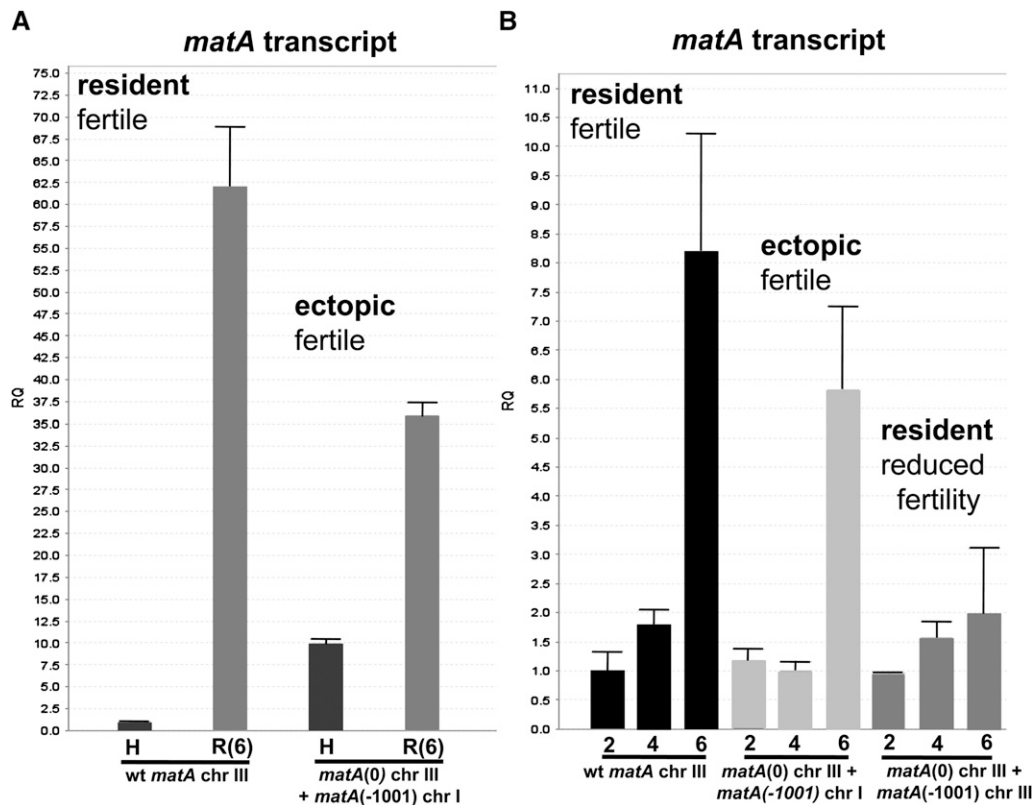 A
matA transcript
75.0
72.5
70.0
67.5
65.0
62.5
60.0
57.5
55.0
52.5
50.0
47.5
45.0
42.5
40.0
37.5
35.0
32.5
30.0
27.5
25.0
22.5
20.0
17.5
15.0
12.5
10.0
7.5
5.0
2.5
0.0
RQ
resident
fertile
ectopic
fertile
H R(6) H R(6)
wt matA chr III
matA(0) chr III
+ matA(-1001) chr I
B
matA transcript
11.0
10.5
10.0
9.5
9.0
8.5
8.0
7.5
7.0
6.5
6.0
5.5
5.0
4.5
4.0
3.5
3.0
2.5
2.0
1.5
1.0
0.5
0.0
RQ
resident
fertile
ectopic
fertile
resident
reduced
fertility
2 4 6 2 4 6 2 4 6
wt matA chr III
matA(0) chr III +
matA(-1001) chr I
matA(0) chr III +
matA(-1001) chr III